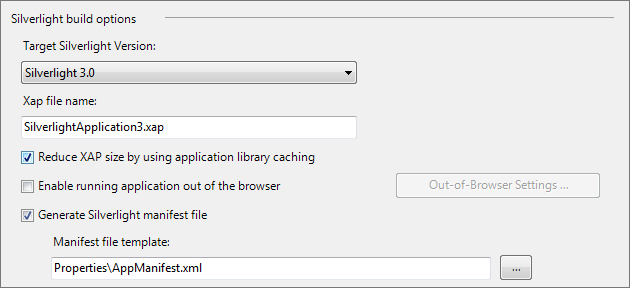 Silverlight build options
Target Silverlight Version:
Silverlight 3.0
Xap file name:
SilverlightApplication3.xap
Reduce XAP size by using application library caching
Enable running application out of the browser
Out-of-Browser Settings ...
Generate Silverlight manifest file
Manifest file template:
Properties\AppManifest.xml
...